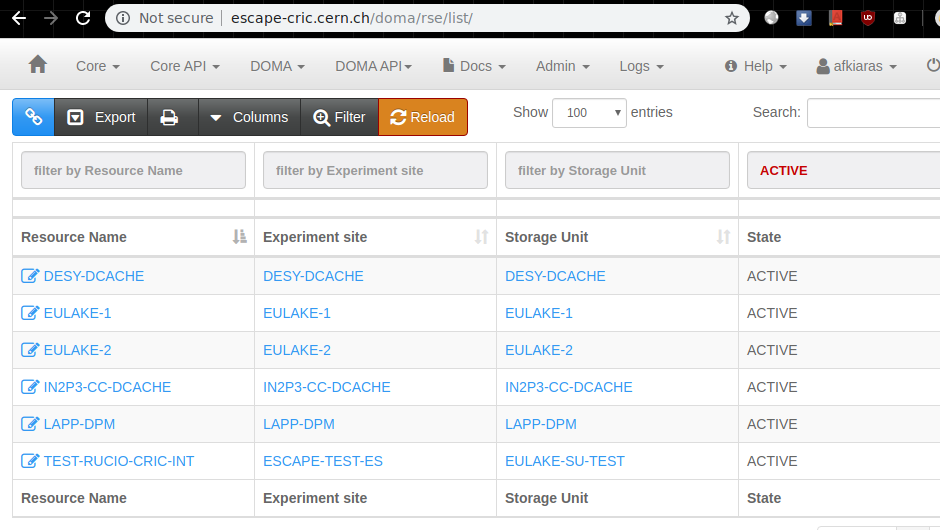 Not secure | escape-cric.cern.ch/doma/rse/list/
Core Core API DOMA DOMA API Docs Admin Logs Help afkiaras
Export Columns Filter Reload Show 100 entries Search:
filter by Resource Name filter by Experiment site filter by Storage Unit ACTIVE
Resource Name Experiment site Storage Unit State
DESY-DCACHE DESY-DCACHE DESY-DCACHE ACTIVE
EULAKE-1 EULAKE-1 EULAKE-1 ACTIVE
EULAKE-2 EULAKE-2 EULAKE-2 ACTIVE
IN2P3-CC-DCACHE IN2P3-CC-DCACHE IN2P3-CC-DCACHE ACTIVE
LAPP-DPM LAPP-DPM LAPP-DPM ACTIVE
TEST-RUCIO-CRIC-INT ESCAPE-TEST-ES EULAKE-SU-TEST ACTIVE
Resource Name Experiment site Storage Unit State